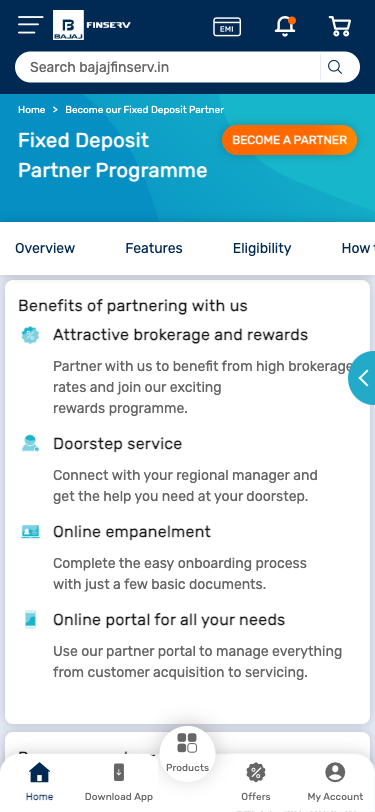 B
BAJAJ
FINSERV
EMI
Search bajajfinserv.in
Home > Become our Fixed Deposit Partner
Fixed Deposit
Partner Programme
BECOME A PARTNER
Overview Features Eligibility How
Benefits of partnering with us
Attractive brokerage and rewards
Partner with us to benefit from high brokerage
rates and join our exciting
rewards programme.
Doorstep service
Connect with your regional manager and
get the help you need at your doorstep.
Online empanelment
Complete the easy onboarding process
with just a few basic documents.
Online portal for all your needs
Use our partner portal to manage everything
from customer acquisition to servicing.
Home Download App Products Offers My Account